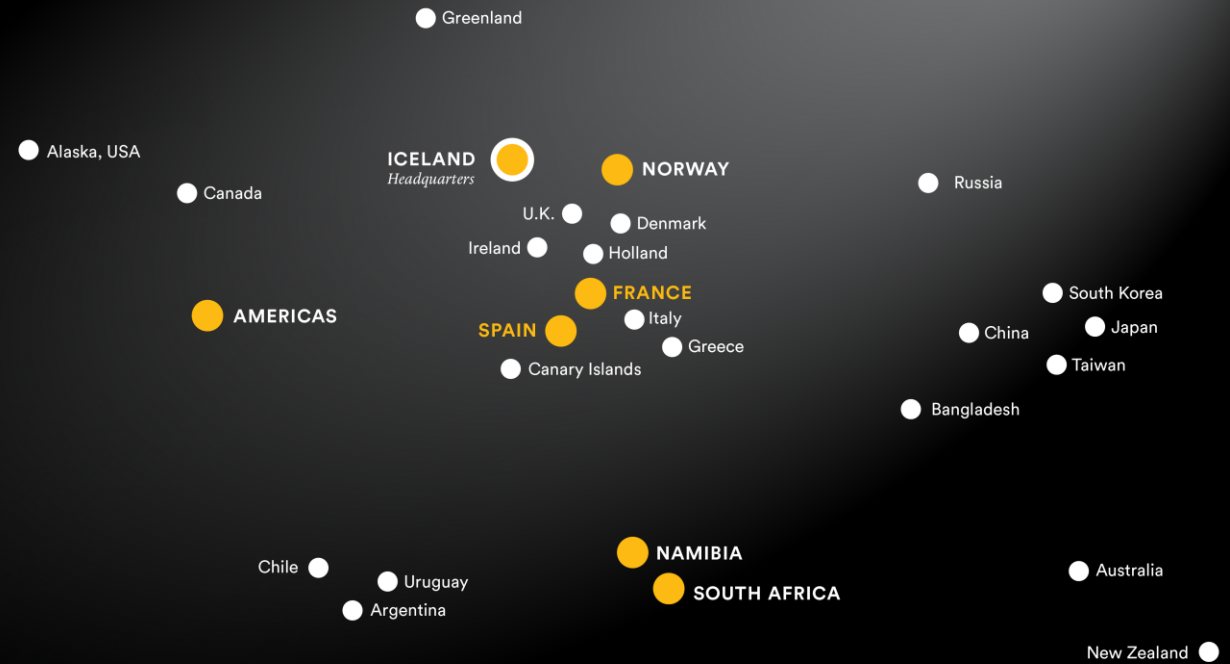 Greenland
Alaska, USA
ICELAND
Headquarters
NORWAY
Canada
Russia
U.K.
Denmark
Ireland
Holland
FRANCE
South Korea
AMERICAS
Italy
SPAIN
Japan
China
Greece
Canary Islands
Taiwan
Bangladesh
NAMIBIA
Chile
Uruguay
Australia
SOUTH AFRICA
Argentina
New Zealand